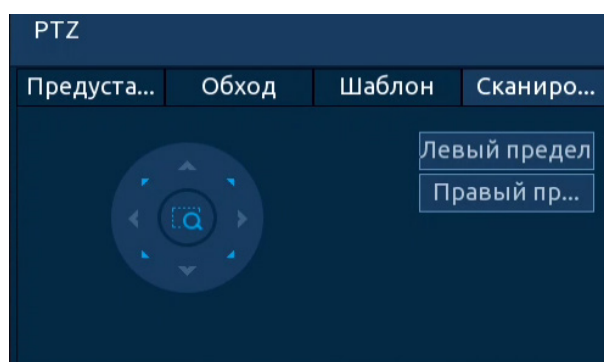 PTZ
Предуста... Обход Шаблон Сканиро...
Левый предел
Правый пр...